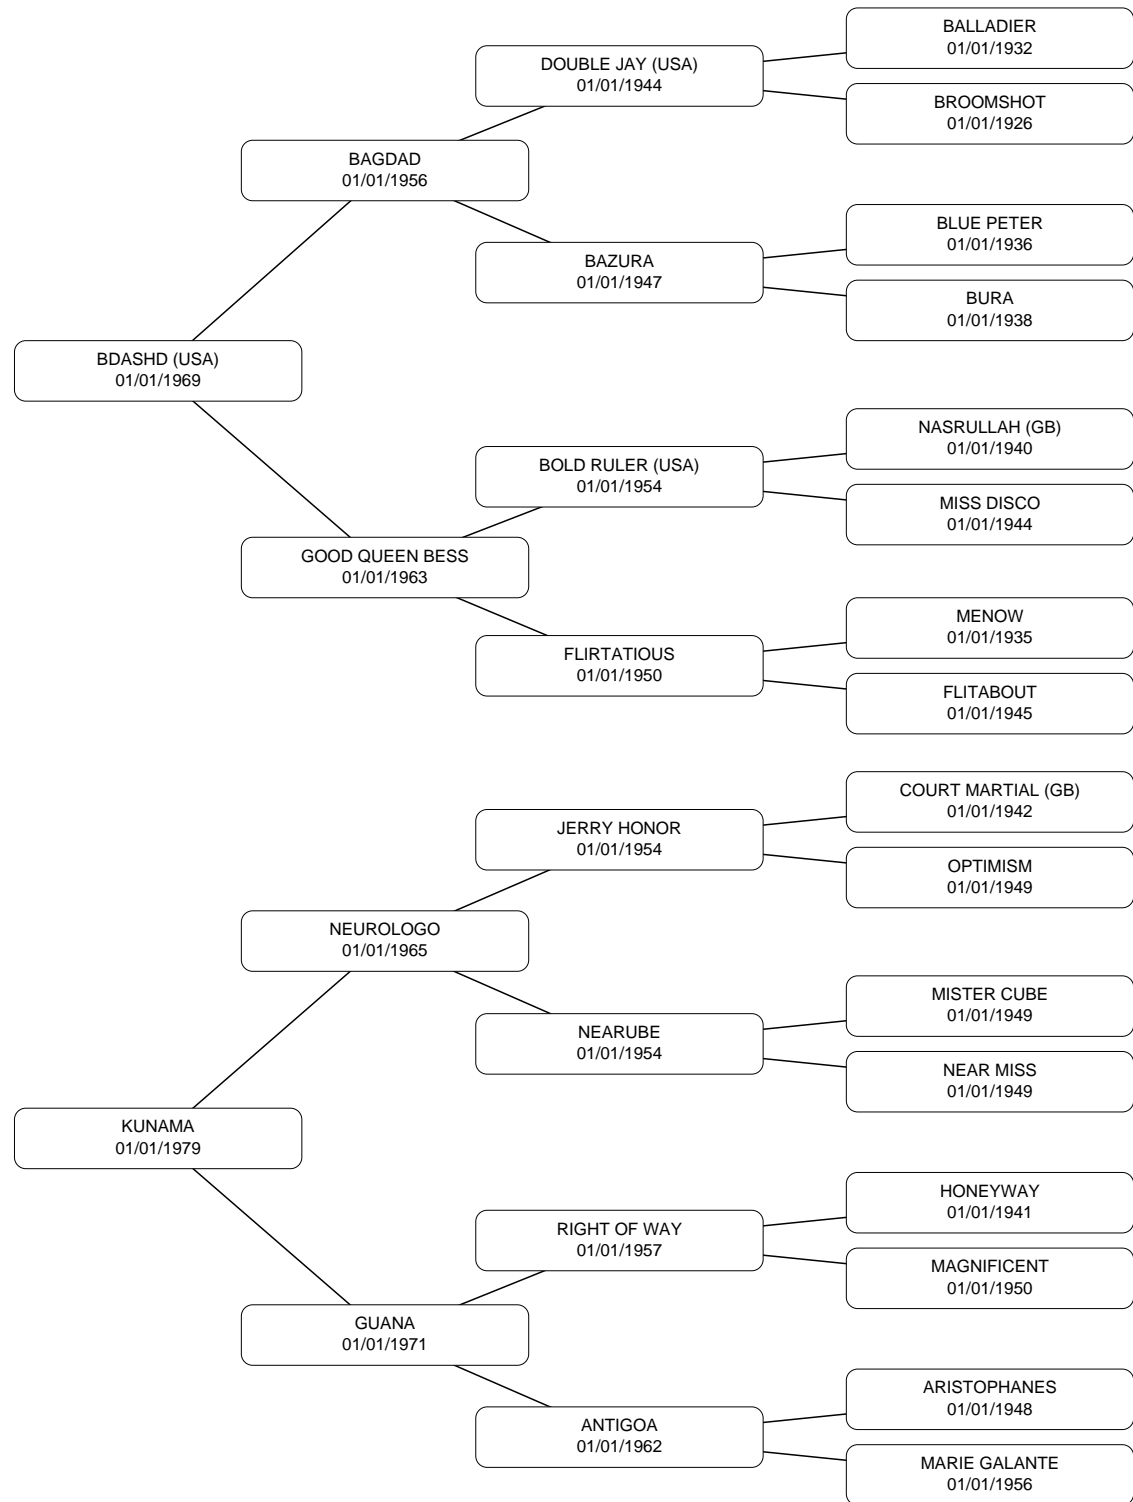 BALLADIER
01/01/1932
DOUBLE JAY (USA)
01/01/1944
BROOMSHOT
01/01/1926
BAGDAD
01/01/1956
BLUE PETER
01/01/1936
BAZURA
01/01/1947
BURA
01/01/1938
BDASHD (USA)
01/01/1969
NASRULLAH (GB)
01/01/1940
BOLD RULER (USA)
01/01/1954
MISS DISCO
01/01/1944
GOOD QUEEN BESS
01/01/1963
MENOW
01/01/1935
FLIRTATIOUS
01/01/1950
FLITABOUT
01/01/1945
COURT MARTIAL (GB)
01/01/1942
JERRY HONOR
01/01/1954
OPTIMISM
01/01/1949
NEUROLOGO
01/01/1965
MISTER CUBE
01/01/1949
NEARUBE
01/01/1954
NEAR MISS
01/01/1949
KUNAMA
01/01/1979
HONEYWAY
01/01/1941
RIGHT OF WAY
01/01/1957
MAGNIFICENT
01/01/1950
GUANA
01/01/1971
ARISTOPHANES
01/01/1948
ANTIGOA
01/01/1962
MARIE GALANTE
01/01/1956